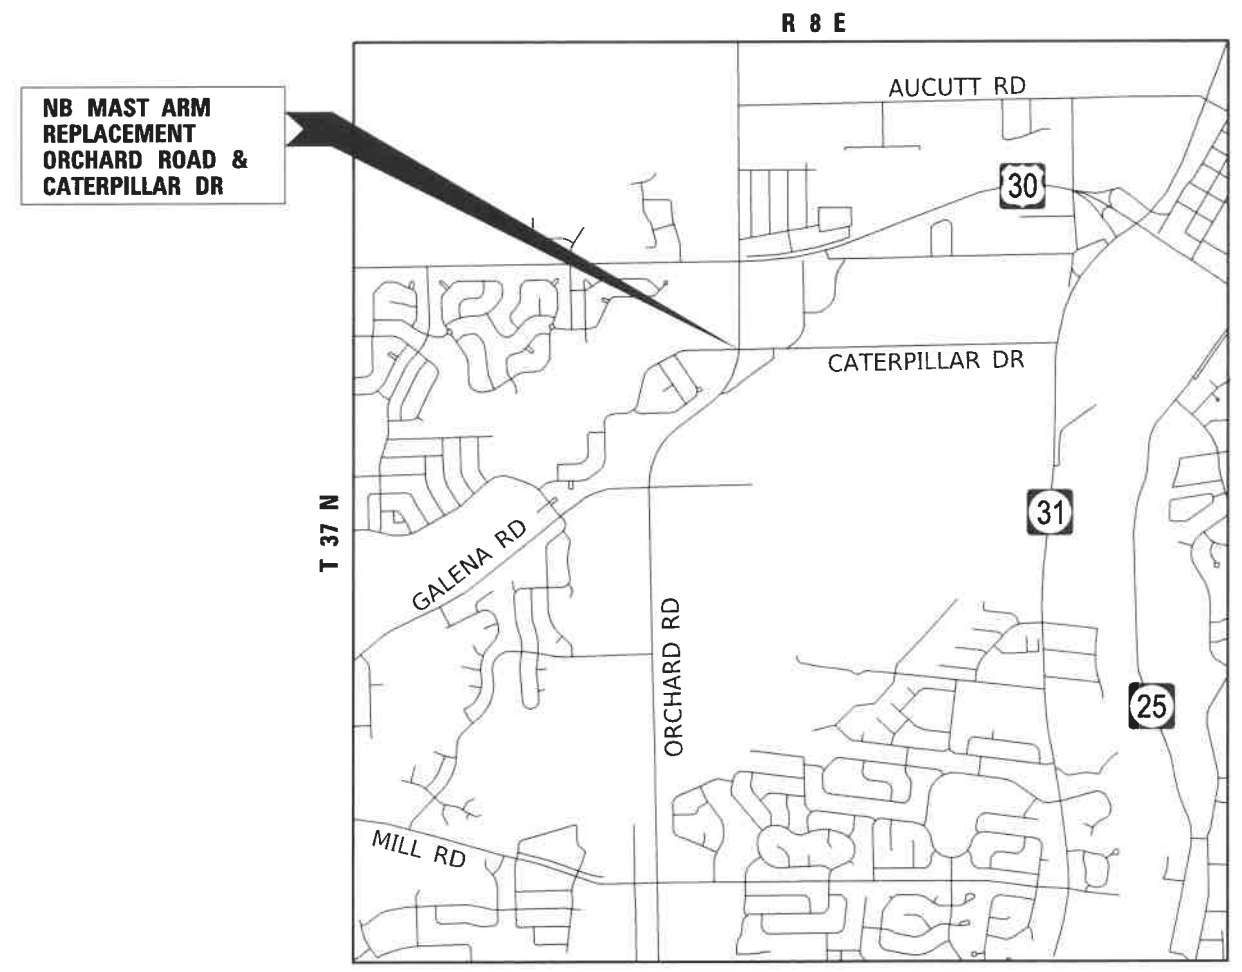 R 8 E
AUCUTT RD
NB MAST ARM
REPLACEMENT
ORCHARD ROAD &
CATERPILLAR DR
30
CATERPILLAR DR
T 37 N
31
GALENA RD
ORCHARD RD
25
MILL RD